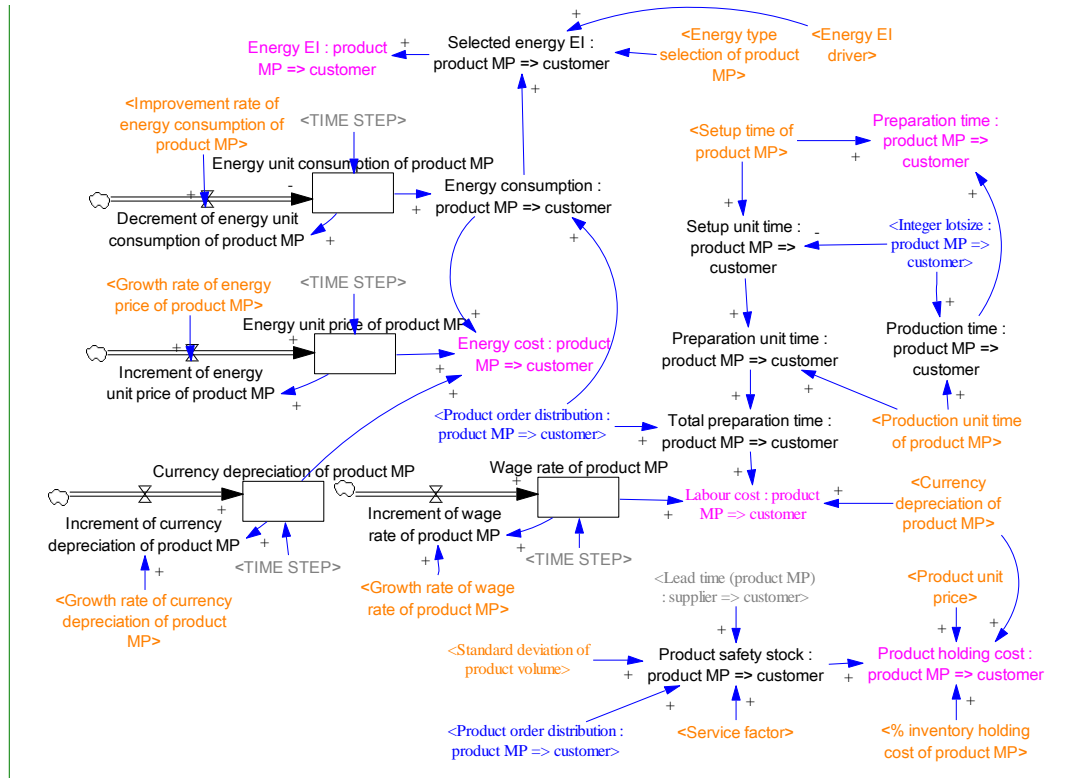 Energy EI : product
MP => customer
Selected energy EI :
product MP => customer
<Energy type
selection of product
MP>
<Energy EI
driver>
<Improvement rate of
energy consumption of
product MP>
<TIME STEP>
Energy unit consumption of product MP
Decrement of energy unit
consumption of product MP
Energy consumption :
product MP => customer
<Setup time of
product MP>
Preparation time :
product MP =>
customer
Setup unit time :
product MP =>
customer
<Integer lotsize :
product MP =>
customer>
<Growth rate of energy
price of product MP>
<TIME STEP>
Energy unit price of product MP
Increment of energy
unit price of product MP
Energy cost : product
MP => customer
Preparation unit time :
product MP => customer
Production time :
product MP =>
customer
<Product order distribution :
product MP => customer>
Total preparation time :
product MP => customer
<Production unit time
of product MP>
Currency depreciation of product MP
Increment of currency
depreciation of product MP
<TIME STEP>
<Growth rate of currency
depreciation of product
MP>
Wage rate of product MP
Increment of wage
rate of product MP
<TIME STEP>
<Growth rate of wage
rate of product MP>
Labour cost : product
MP => customer
<Currency
depreciation of
product MP>
<Lead time (product MP)
: supplier => customer>
<Product unit
price>
<Standard deviation of
product volume>
Product safety stock :
product MP => customer
Product holding cost :
product MP => customer
<Product order distribution :
product MP => customer>
<Service factor>
<% inventory holding
cost of product MP>